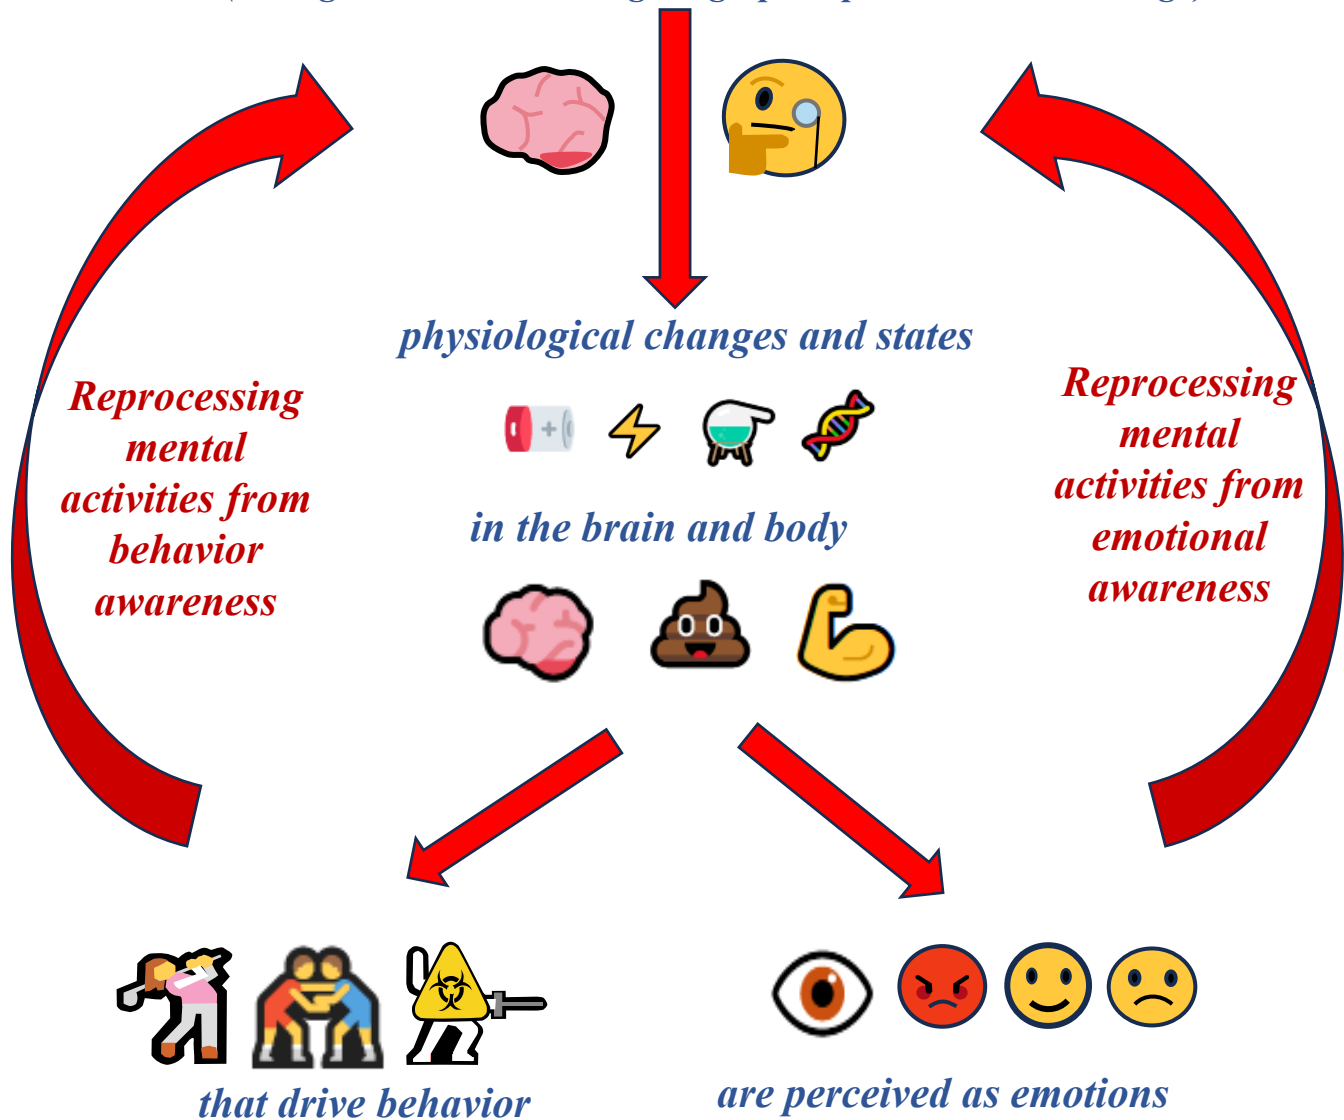 physiological changes and states
Reprocessing
mental
activities from
behavior
awareness
Reprocessing
mental
activities from
emotional
awareness
in the brain and body
that drive behavior
are perceived as emotions